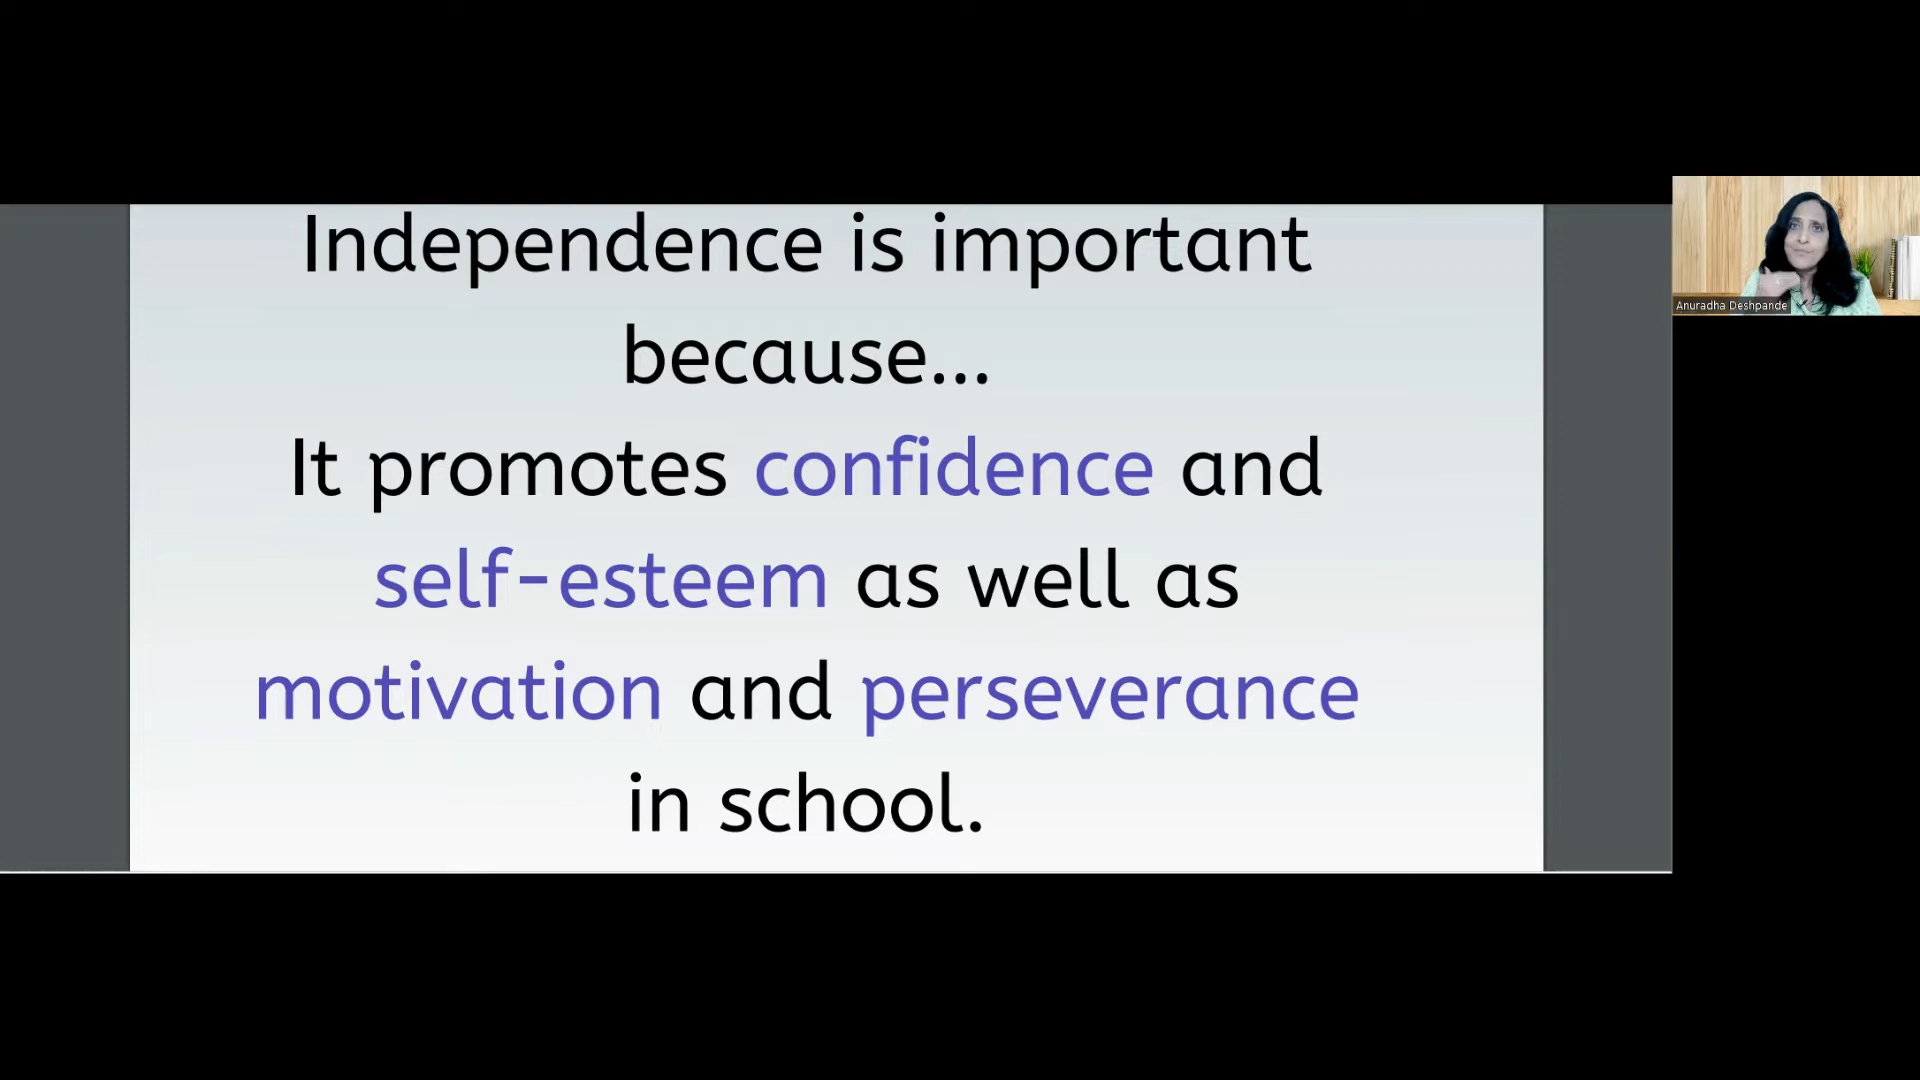 Independence is important
because...
It promotes confidence and
self-esteem as well as
motivation and perseverance
in school.
Anuradha Deshpande